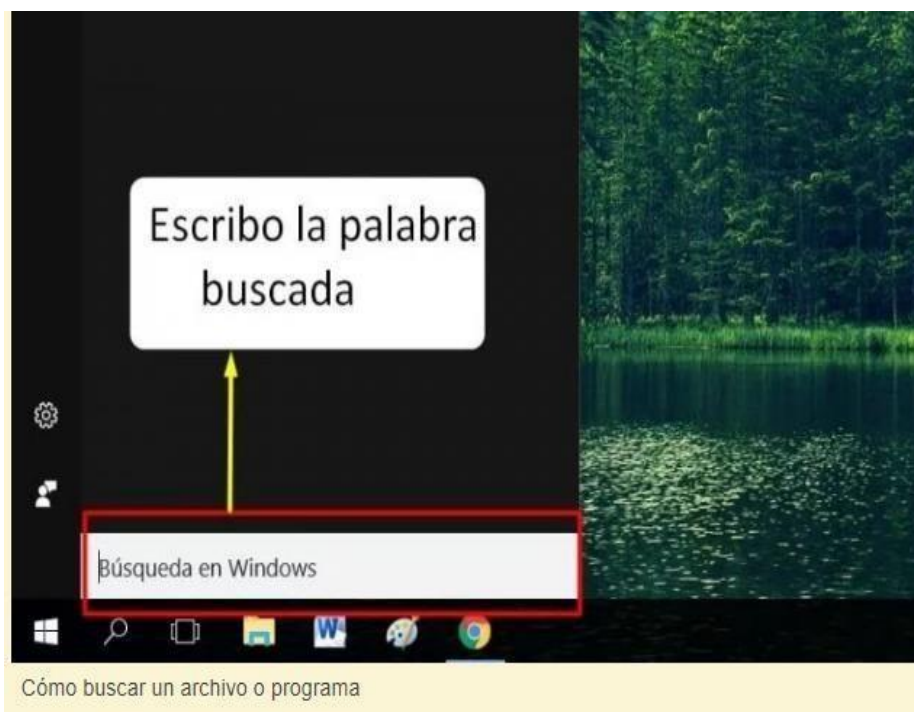 Escribo la palabra
buscada
Búsqueda en Windows
W
Cómo buscar un archivo o programa